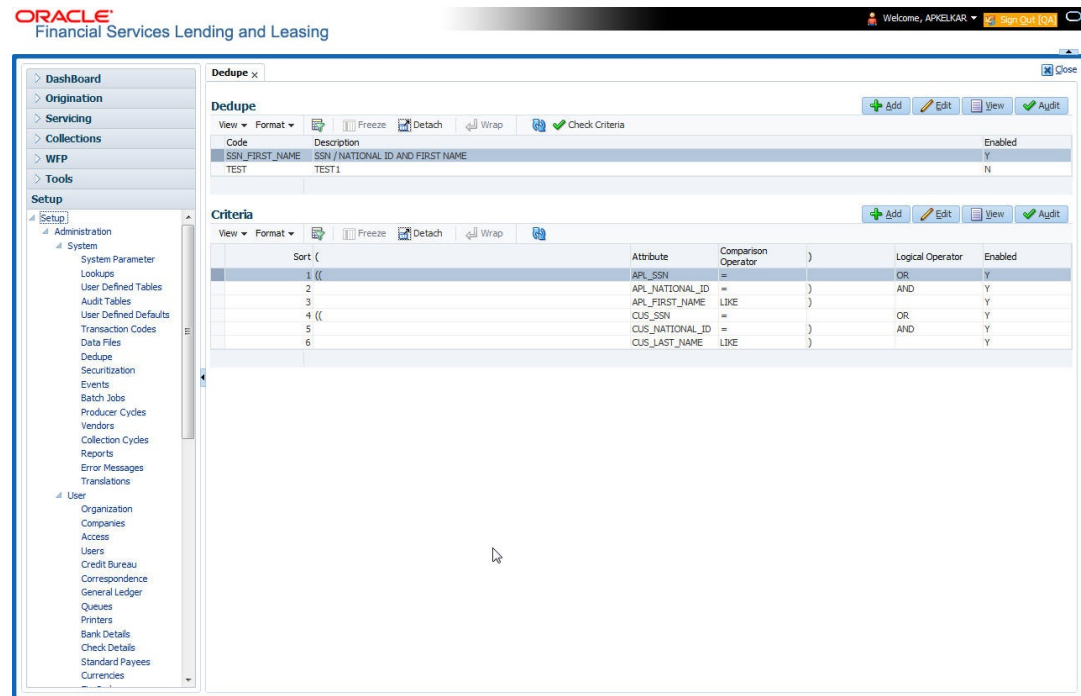 ORACLE
Financial Services Lending and Leasing
Welcome, APKELKAR
Sign Out [QA]
DashBoard
Origination
Servicing
Collections
WFP
Tools
Setup
Setup
Administration
System
System Parameter
Lookups
User Defined Tables
Audit Tables
User Defined Defaults
Transaction Codes
Data Files
Dedupe
Securitization
Events
Batch Jobs
Producer Cycles
Vendors
Collection Cycles
Reports
Error Messages
Translations
User
Organization
Companies
Access
Users
Credit Bureau
Correspondence
General Ledger
Queues
Printers
Bank Details
Check Details
Standard Payees
Currencies
Dedupe
Close
Dedupe
Add Edit View Audit
View Format Freeze Detach Wrap Check Criteria
Code Description Enabled
SSN_FIRST_NAME SSN / NATIONAL ID AND FIRST NAME Y
TEST TEST1 N
Criteria
Add Edit View Audit
View Format Freeze Detach Wrap
Sort ( Attribute Comparison Operator ) Logical Operator Enabled
1 (( APL_SSN = OR Y
2 APL_NATIONAL_ID = ) AND Y
3 APL_FIRST_NAME LIKE ) Y
4 (( CUS_SSN = OR Y
5 CUS_NATIONAL_ID = ) AND Y
6 CUS_LAST_NAME LIKE ) Y